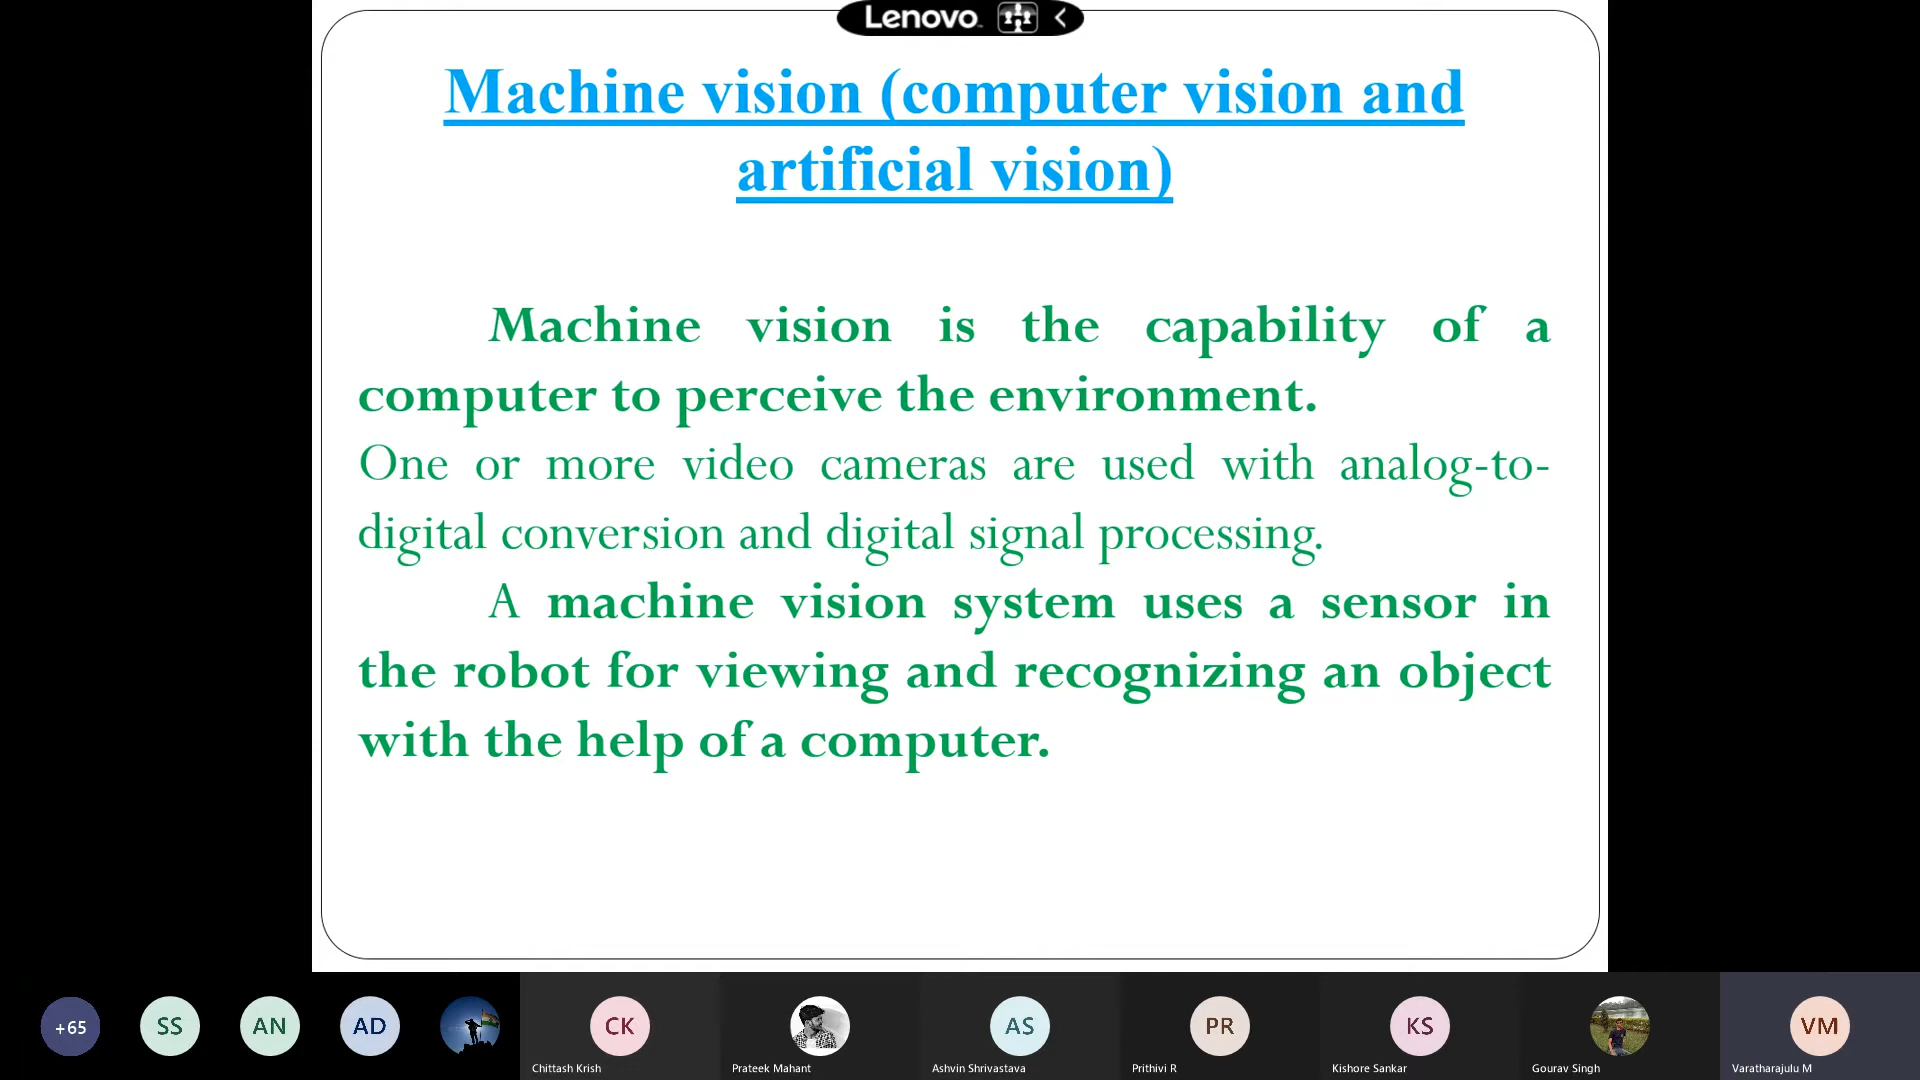 Lenovo
Machine vision (computer vision and
artificial vision)
Machine vision is the capability of a
computer to perceive the environment.
One or more video cameras are used with analog-to-
digital conversion and digital signal processing.
A machine vision system uses a sensor in
the robot for viewing and recognizing an object
with the help of a computer.
+65
SS
AN
AD
CK
AS
PR
KS
VM
Chittash Krish
Prateek Mahant
Ashvin Shrivastava
Prithivi R
Kishore Sankar
Gourav Singh
Varatharajulu M